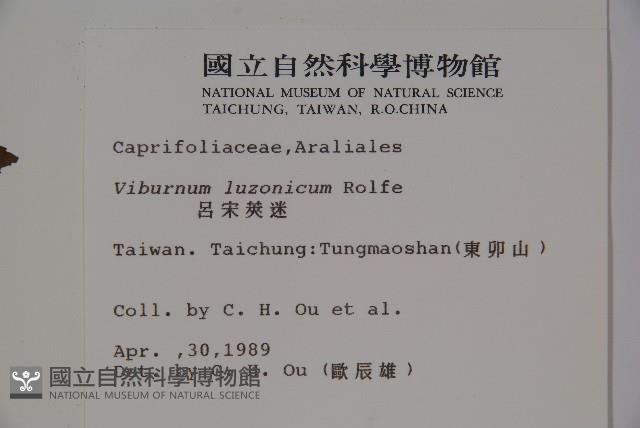 國立自然科學博物館
NATIONAL MUSEUM OF NATURAL SCIENCE
TAICHUNG, TAIWAN, R.O.CHINA
Caprifoliaceae,Araliales
Viburnum luzonicum Rolfe
呂宋莢迷
Taiwan. Taichung:Tungmaoshan(東卯山)
Coll. by C. H. Ou et al.
Apr. ,30,1989
Det. by C. H. Ou (歐辰雄)
國立自然科學博物館
NATIONAL MUSEUM OF NATURAL SCIENCE